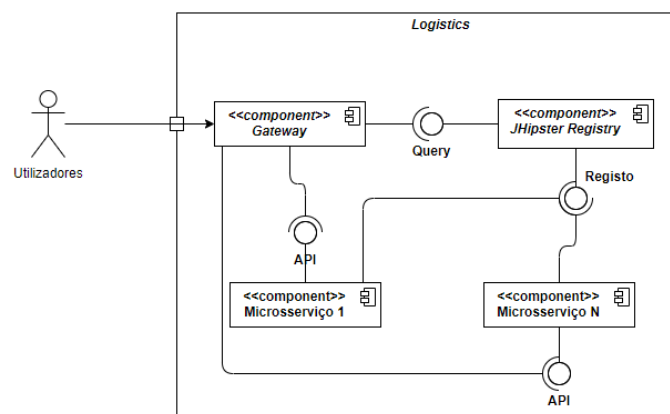 Logistics
<<component>>
Gateway
<<component>>
JHipster Registry
Query
Utilizadores
Registo
API
<<component>>
Microsserviço 1
<<component>>
Microsserviço N
API